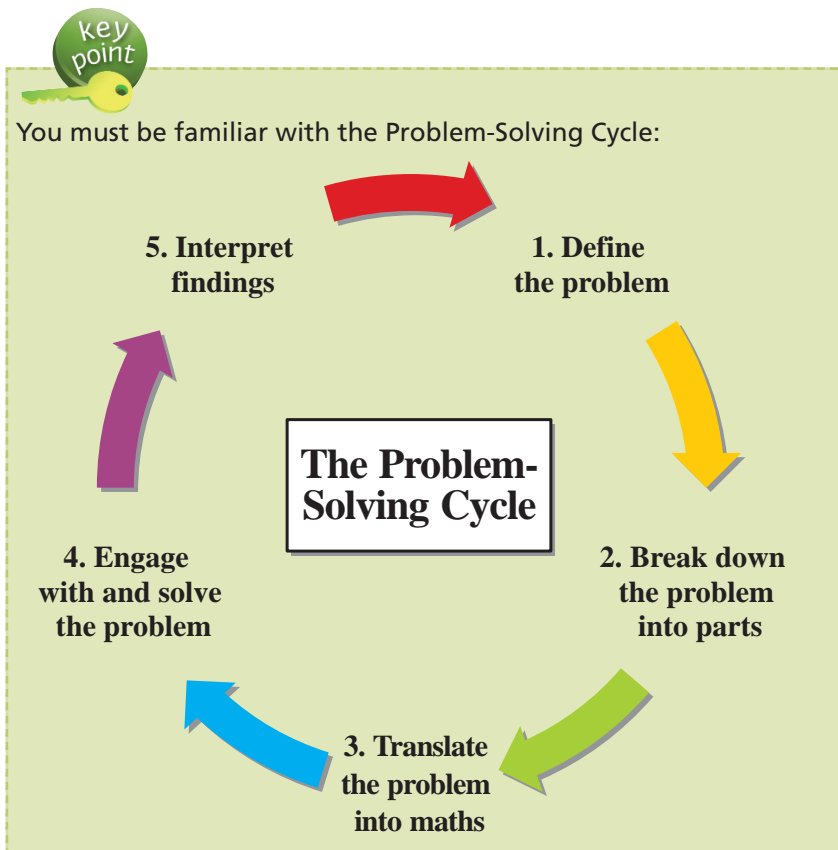 key
point
You must be familiar with the Problem-Solving Cycle:
5. Interpret
findings
1. Define
the problem
The Problem-
Solving Cycle
4. Engage
with and solve
the problem
2. Break down
the problem
into parts
3. Translate
the problem
into maths